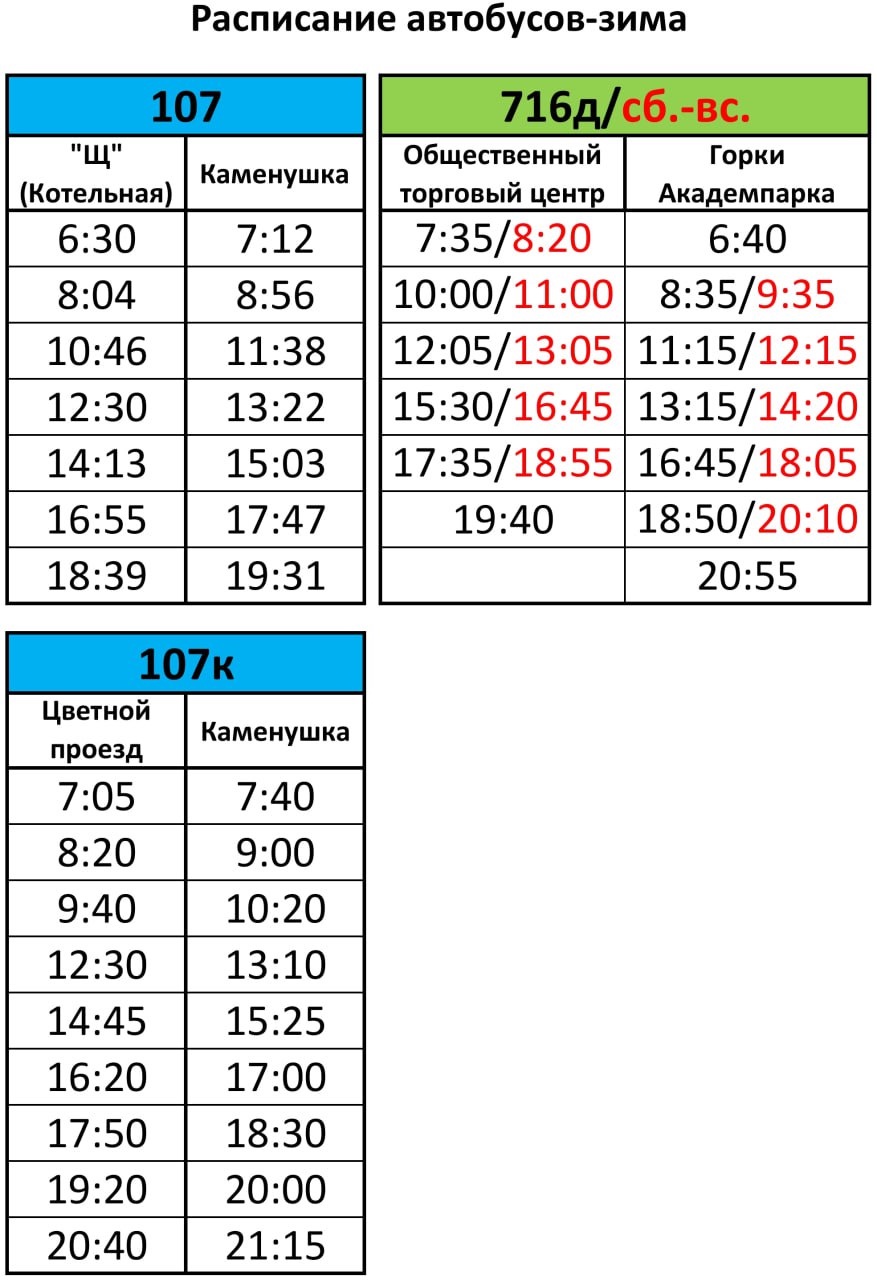 Расписание автобусов-зима
107
"Щ"
(Котельная) Каменушка
6:30 7:12
8:04 8:56
10:46 11:38
12:30 13:22
14:13 15:03
16:55 17:47
18:39 19:31
716д/сб.-вс.
Общественный Горки
торговый центр Академпарка
7:35/8:20 6:40
10:00/11:00 8:35/9:35
12:05/13:05 11:15/12:15
15:30/16:45 13:15/14:20
17:35/18:55 16:45/18:05
19:40 18:50/20:10
20:55
107к
Цветной
проезд Каменушка
7:05 7:40
8:20 9:00
9:40 10:20
12:30 13:10
14:45 15:25
16:20 17:00
17:50 18:30
19:20 20:00
20:40 21:15